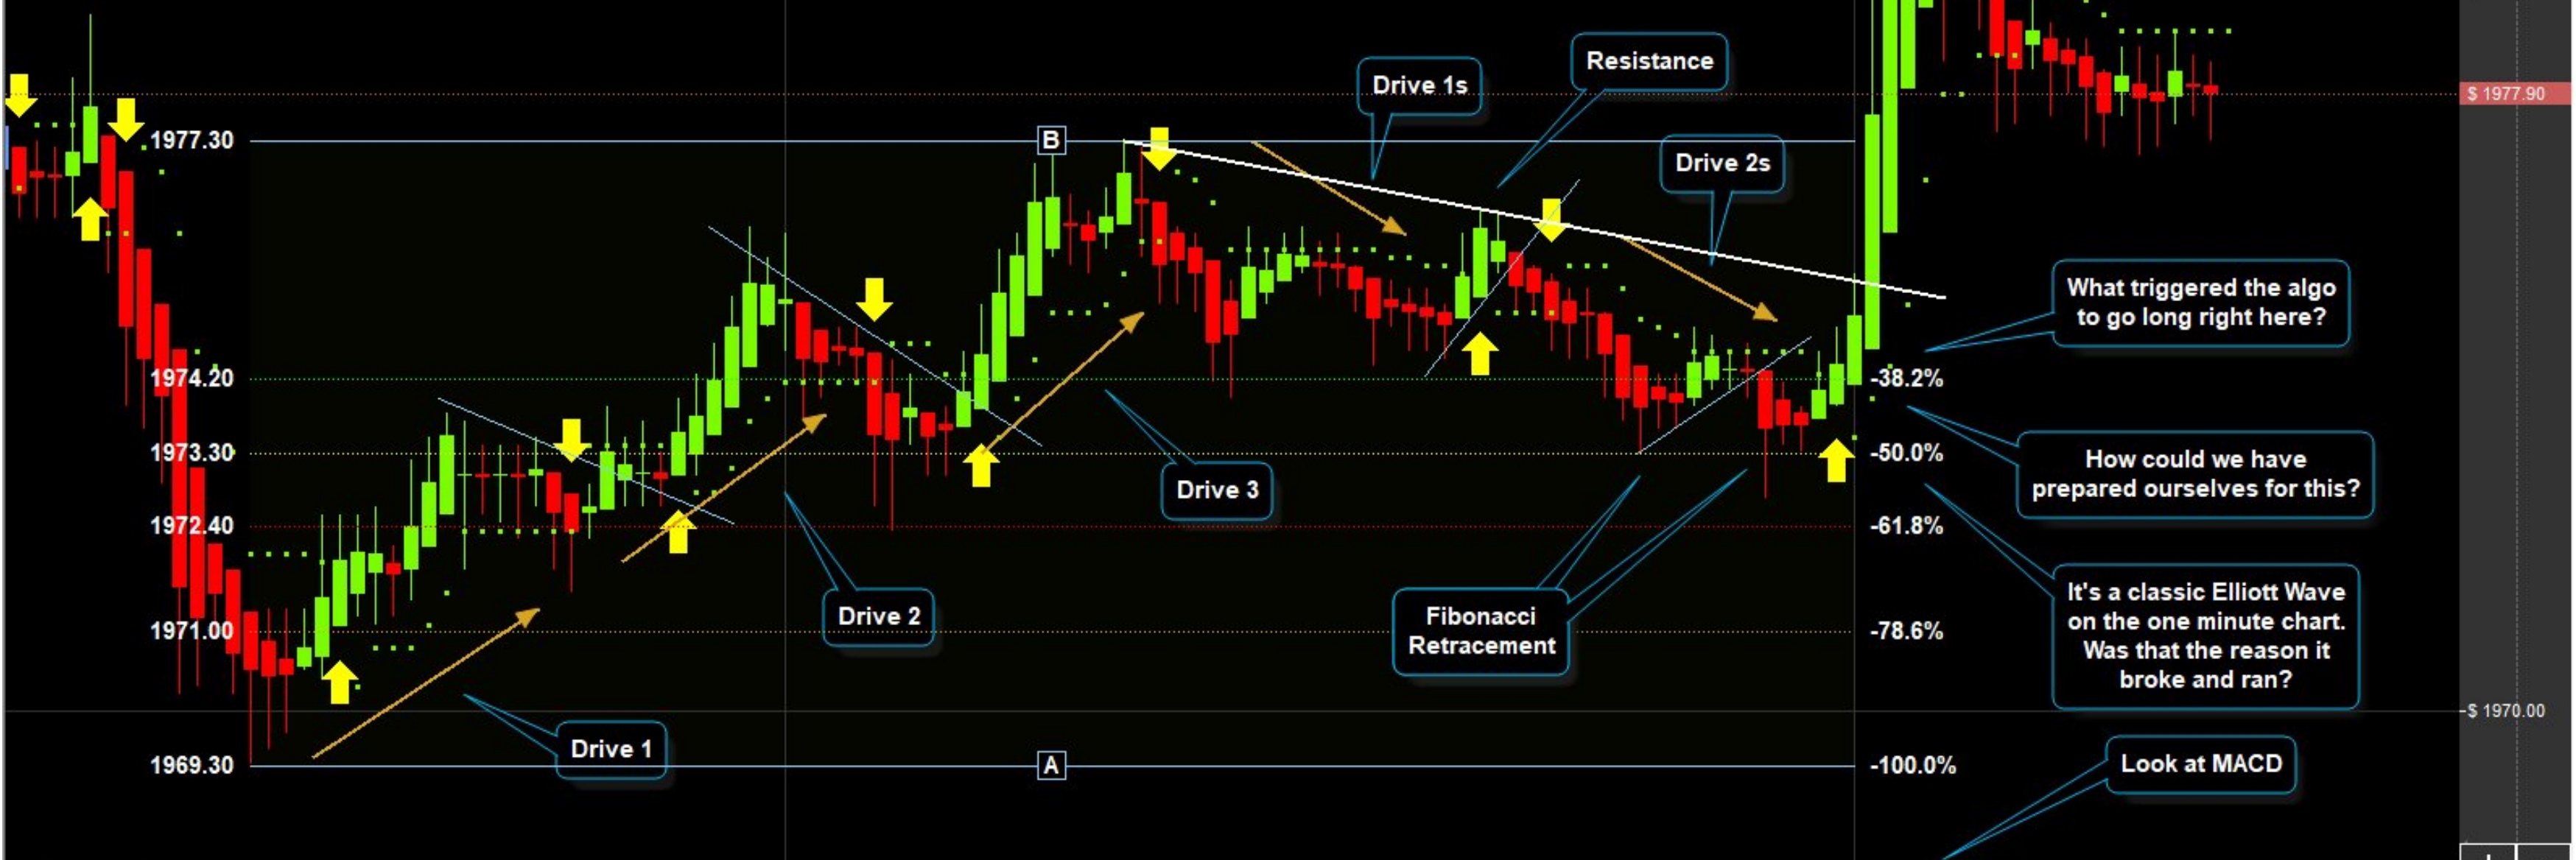 Resistance
Drive 1s
$ 1977.90
1977.30
B
Drive 2s
What triggered the algo
to go long right here?
1974.20
-38.2%
1973.30
-50.0%
How could we have
prepared ourselves for this?
Drive 3
1972.40
-61.8%
It's a classic Elliott Wave
on the one minute chart.
Was that the reason it
broke and ran?
Drive 2
Fibonacci
Retracement
1971.00
-78.6%
$ 1970.00
Drive 1
1969.30
A
-100.0%
Look at MACD